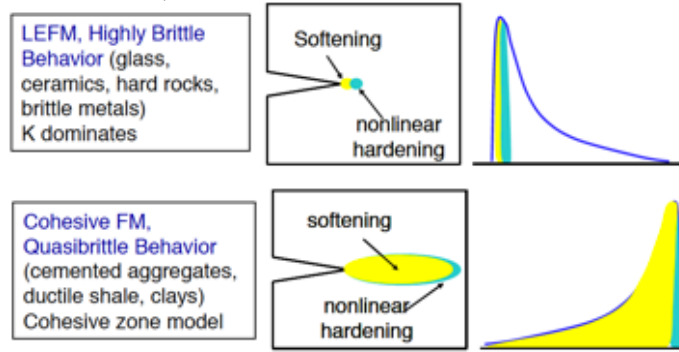 LEFM, Highly Brittle
Behavior (glass,
ceramics, hard rocks,
brittle metals)
K dominates
Softening
nonlinear
hardening
Cohesive FM,
Quasibrittle Behavior
(cemented aggregates,
ductile shale, clays)
Cohesive zone model
softening
nonlinear
hardening